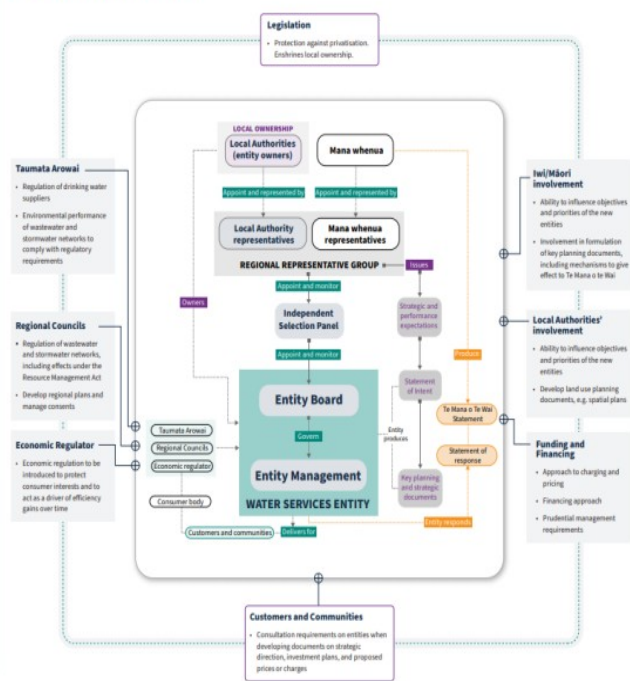 Legislation
• Protection against privatisation.
Enshrines local ownership.
LOCAL OWNERSHIP
Local Authorities
(entity owners)
Mana whenua
Appoint and represented by
Appoint and represented by
Local Authority
representatives
Mana whenua
representatives
REGIONAL REPRESENTATIVE GROUP
Issues
Appoint and monitor
Owners
Independent
Selection Panel
Strategic and
performance
expectations
Appoint and monitor
Produce
Entity Board
Statement
of Intent
Te Mana o Te Wai
Statement
Govern
Entity
produces
Statement of
response
Entity Management
WATER SERVICES ENTITY
Key planning
and strategic
documents
Taumata Arowai
Regional Councils
Economic regulator
Consumer body
Customers and communities
Delivers for
Entity responds
Taumata Arowai
• Regulation of drinking water
suppliers
• Environmental performance
of wastewater and
stormwater networks to
comply with regulatory
requirements
Regional Councils
• Regulation of wastewater
and stormwater networks,
including effects under the
Resource Management Act
• Develop regional plans and
manage consents
Economic Regulator
• Economic regulation to be
introduced to protect
consumer interests and to
act as a driver of efficiency
gains over time
Iwi/Māori
involvement
• Ability to influence objectives
and priorities of the new
entities
• Involvement in formulation
of key planning documents,
including mechanisms to give
effect to Te Mana o te Wai
Local Authorities'
involvement
• Ability to influence objectives
and priorities of the new
entities
• Develop land use planning
documents, e.g. spatial plans
Funding and
Financing
• Approach to charging and
pricing
• Financing approach
• Prudential management
requirements
Customers and Communities
• Consultation requirements on entities when
developing documents on strategic
direction, investment plans, and proposed
prices or charges